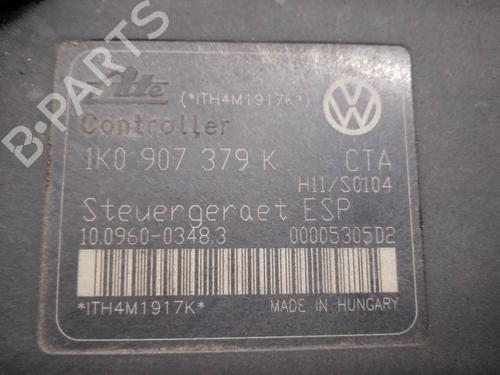 B-PARTS
Ate
(*ITH4M1917K*)
Controller
1K0 907 379 K CTA
H11/S0104
Steuergeraet ESP
10.0960-0348.3 00005305D2
*ITH4M1917K* MADE IN HUNGARY